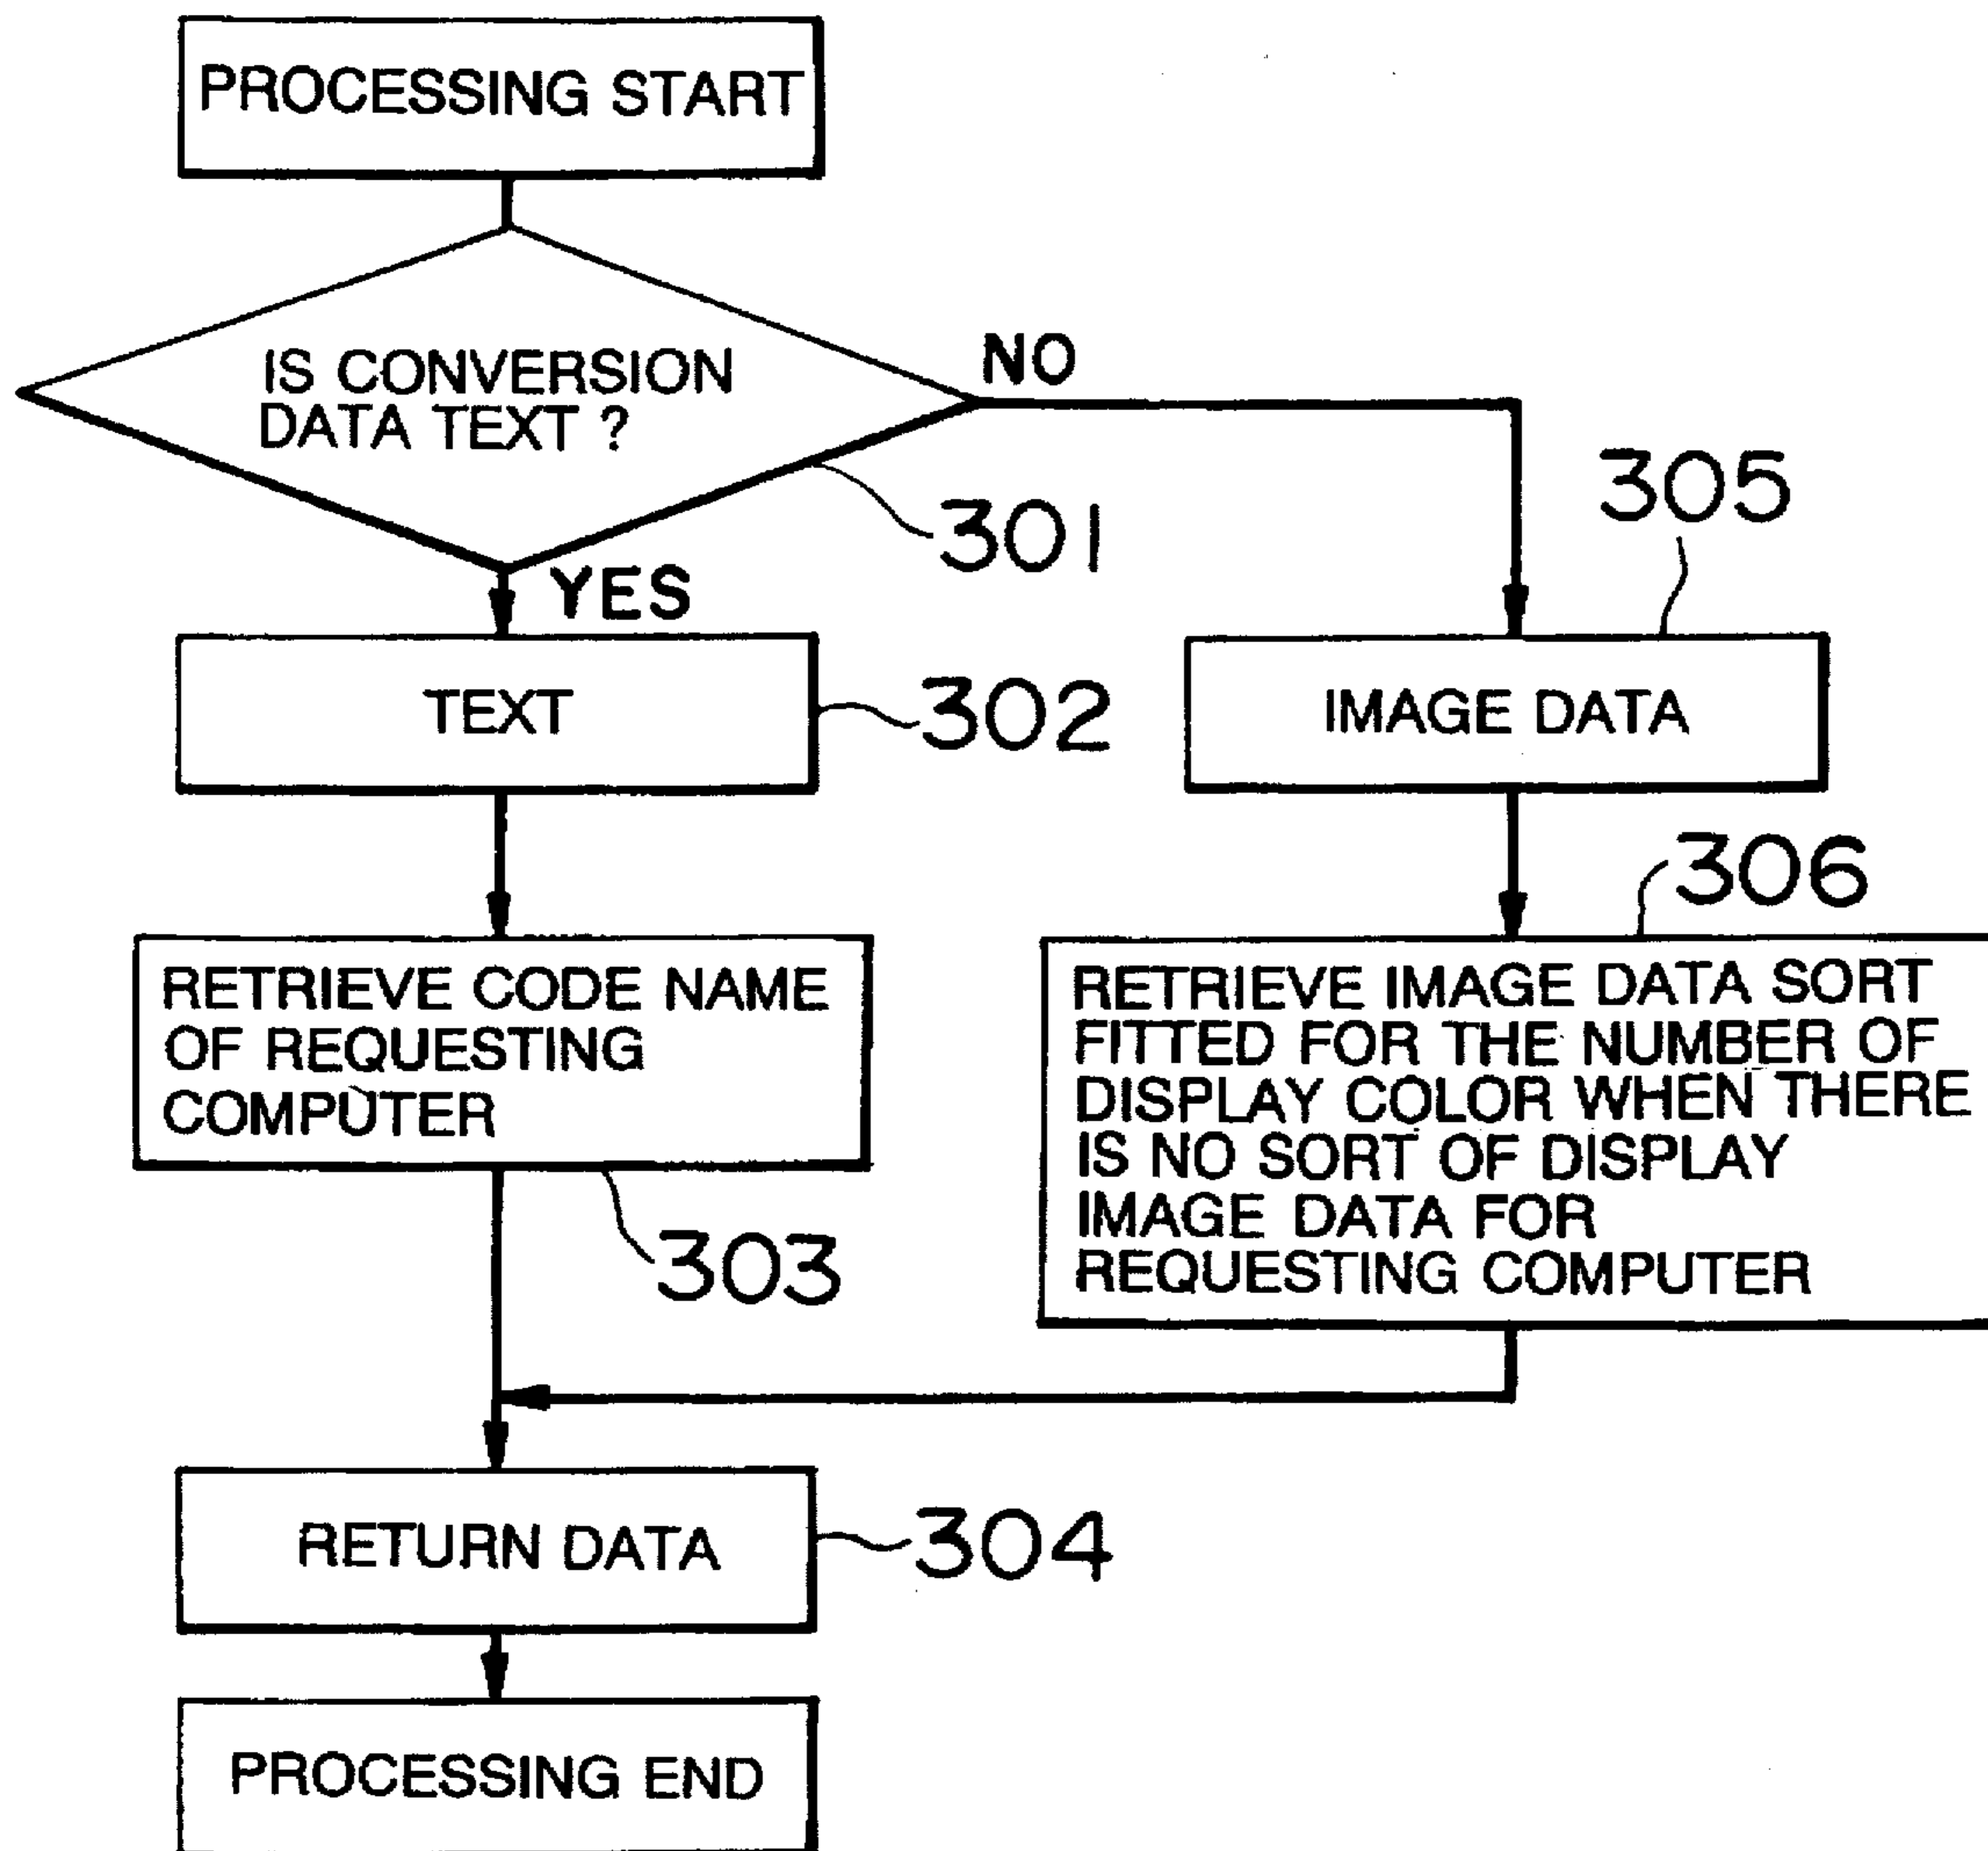 PROCESSING START
IS CONVERSION
DATA TEXT ?
NO
301
YES
305
TEXT
302
IMAGE DATA
306
RETRIEVE CODE NAME
OF REQUESTING
COMPUTER
303
RETRIEVE IMAGE DATA SORT
FITTED FOR THE NUMBER OF
DISPLAY COLOR WHEN THERE
IS NO SORT OF DISPLAY
IMAGE DATA FOR
REQUESTING COMPUTER
RETURN DATA
304
PROCESSING END